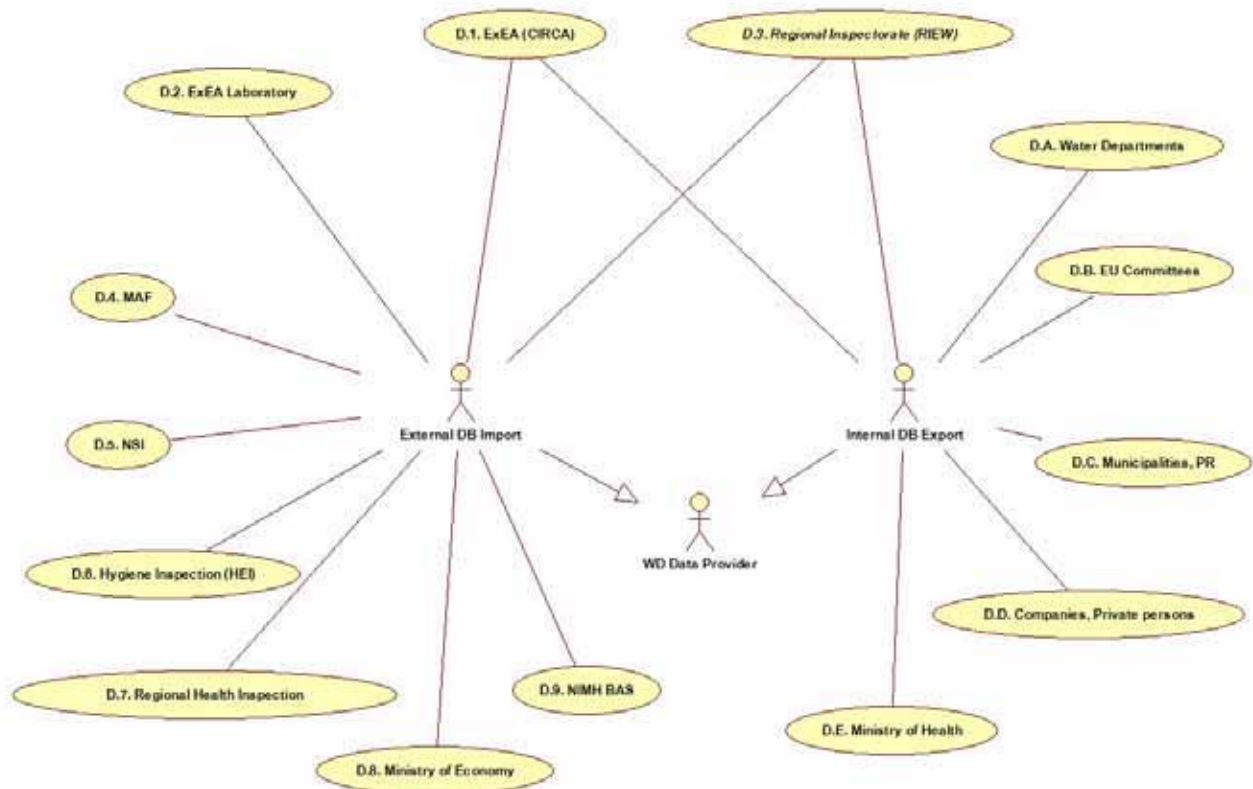 D.1. ExEA (CIRCA)
D.3. Regional Inspectorate (RIEW)
D.2. ExEA Laboratory
D.A. Water Departments
D.B. EU Committees
D.4. MAF
External DB Import
Internal DB Export
D.5. NSI
D.C. Municipalities, PR
WD Data Provider
D.6. Hygiene Inspection (HEI)
D.D. Companies, Private persons
D.7. Regional Health Inspection
D.9. NIMH BAS
D.E. Ministry of Health
D.8. Ministry of Economy